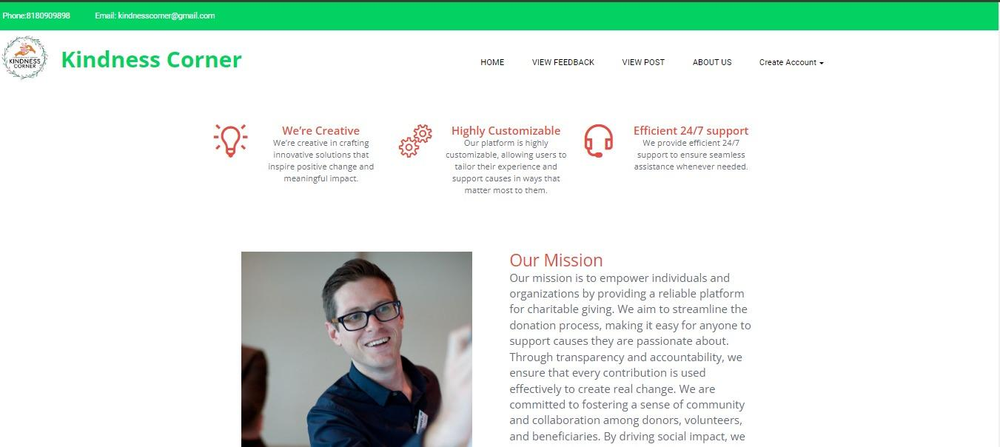 Phone:8180909898 Email: kindnesscorner@gmail.com
KINDNESS
CORNER
Kindness Corner
HOME VIEW FEEDBACK VIEW POST ABOUT US Create Account
We’re Creative
We’re creative in crafting
innovative solutions that
inspire positive change and
meaningful impact.
Highly Customizable
Our platform is highly
customizable, allowing users to
tailor their experience and
support causes in ways that
matter most to them.
Efficient 24/7 support
We provide efficient 24/7
support to ensure seamless
assistance whenever needed.
Our Mission
Our mission is to empower individuals and
organizations by providing a reliable platform
for charitable giving. We aim to streamline the
donation process, making it easy for anyone to
support causes they are passionate about.
Through transparency and accountability, we
ensure that every contribution is used
effectively to create real change. We are
committed to fostering a sense of community
and collaboration among donors, volunteers,
and beneficiaries. By driving social impact, we